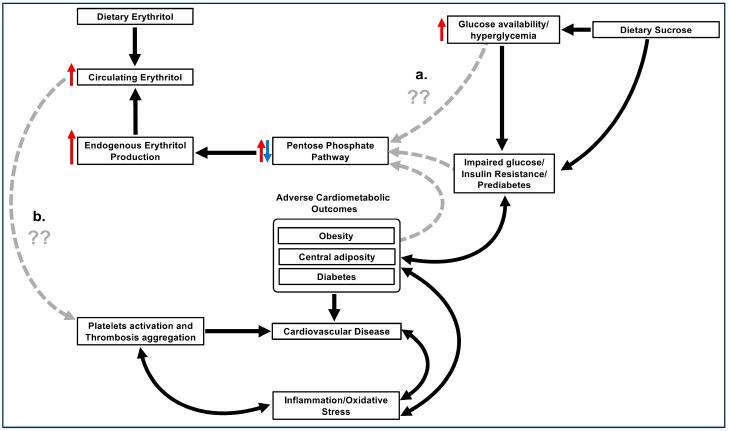 Dietary Erythritol
Glucose availability/
hyperglycemia
Dietary Sucrose
Circulating Erythritol
a.
??
Endogenous Erythritol
Production
Pentose Phosphate
Pathway
Impaired glucose/
Insulin Resistance/
Prediabetes
Adverse Cardiometabolic
Outcomes
b.
??
Obesity
Central adiposity
Diabetes
Platelets activation and
Thrombosis aggregation
Cardiovascular Disease
Inflammation/Oxidative
Stress